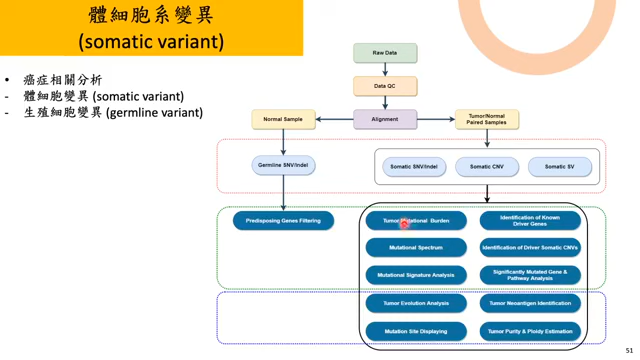 體細胞系變異
(somatic variant)
• 癌症相關分析
- 體細胞變異 (somatic variant)
- 生殖細胞變異 (germline variant)
Raw Data
Data QC
Normal Sample
Alignment
Tumor/Normal
Paired Samples
Germline SNV/Indel
Somatic SNV/Indel
Somatic CNV
Somatic SV
Predisposing Genes Filtering
Tumor Mutational Burden
Identification of Known
Driver Genes
Mutational Spectrum
Identification of Driver Somatic CNVs
Mutational Signature Analysis
Significantly Mutated Gene &
Pathway Analysis
Tumor Evolution Analysis
Tumor Neoantigen Identification
Mutation Site Displaying
Tumor Purity & Ploidy Estimation
51